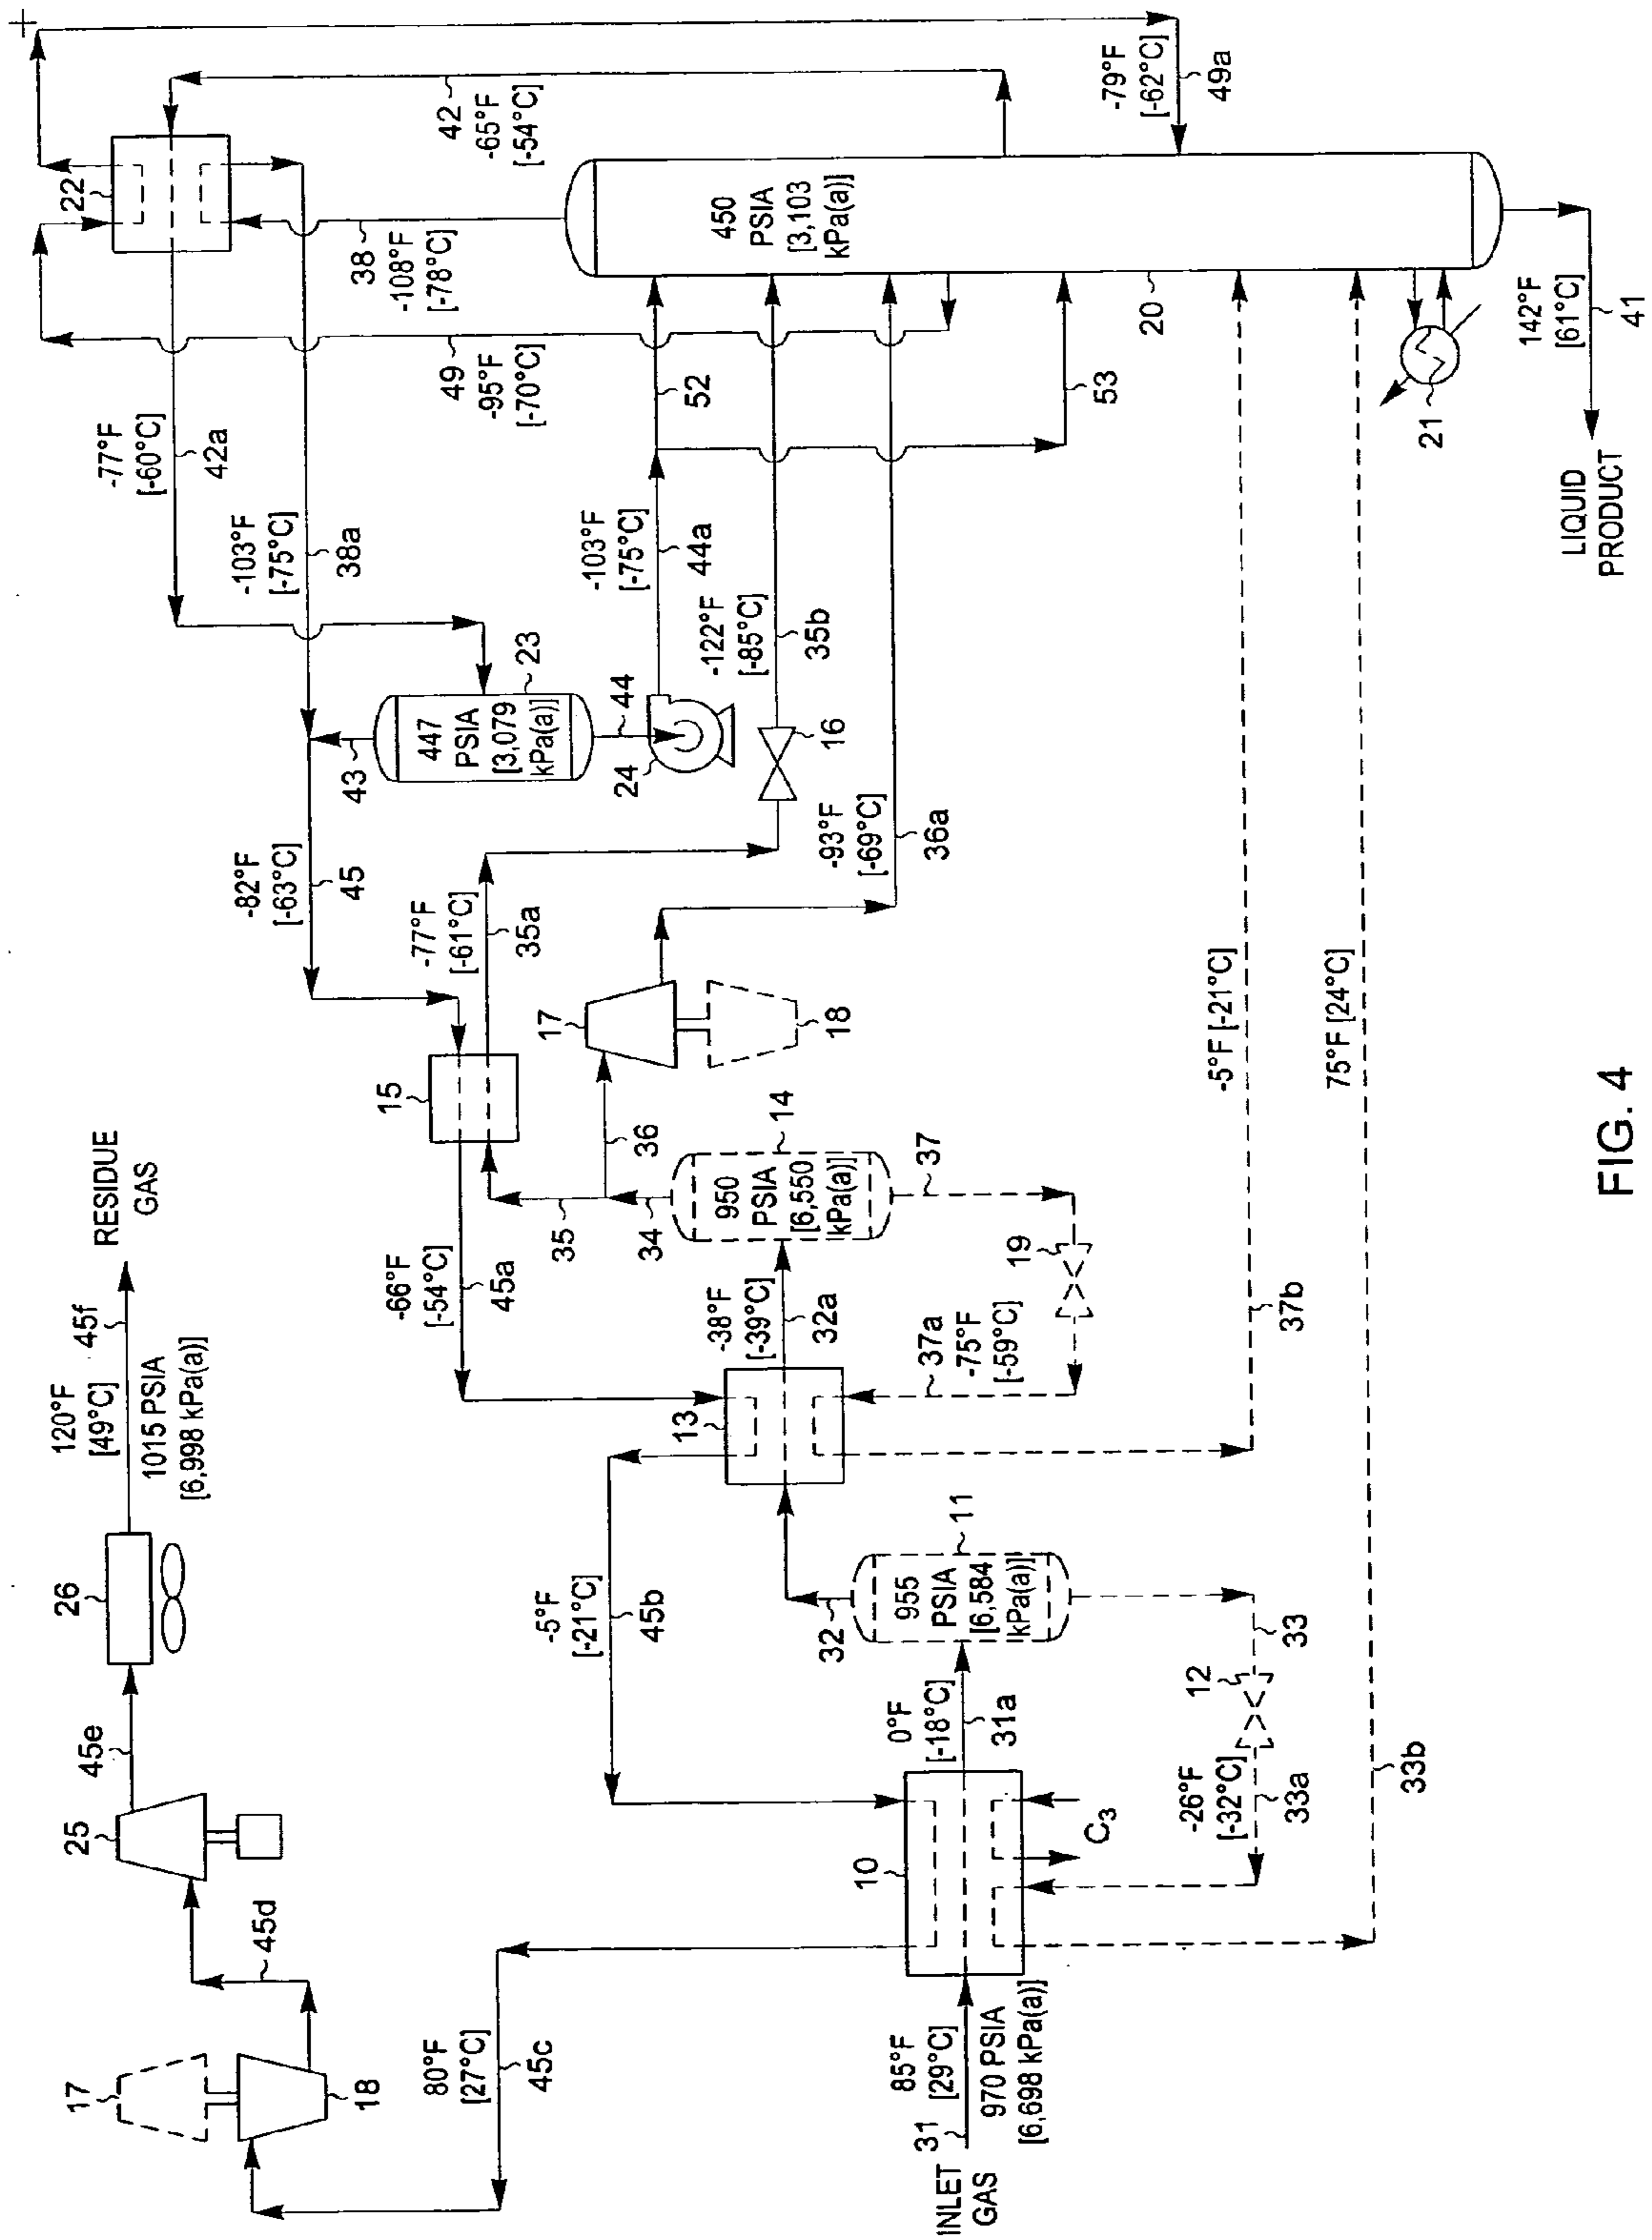 RESIDUE
GAS
120°F
[49°C]
45f
1015 PSIA
[6,998 kPa(a)]
26
45e
25
45d
17
18
80°F
[27°C]
45c
INLET
GAS
31
85°F
[29°C]
970 PSIA
[6,698 kPa(a)]
10
C3
0°F
[-18°C]
31a
-26°F
[-32°C]
33a
12
33
33b
32
955
PSIA
[6,584
kPa(a)]
11
-5°F
[-21°C]
45b
13
-38°F
[-39°C]
32a
37a
-75°F
[-59°C]
19
37
37b
-66°F
[-54°C]
45a
35
34
36
950
PSIA
[6,550
kPa(a)]
14
15
17
18
-5°F [-21°C]
75°F [24°C]
-82°F
[-63°C]
45
-77°F
[-61°C]
35a
-93°F
[-69°C]
36a
43
447
PSIA
[3,079
kPa(a)]
23
44
24
16
-122°F
[-85°C]
35b
-103°F
[-75°C]
44a
-103°F
[-75°C]
38a
-77°F
[-60°C]
42a
49
-95°F
[-70°C]
52
53
38
-108°F
[-78°C]
22
42
-65°F
[-54°C]
450
PSIA
[3,103
kPa(a)]
20
21
-79°F
[-62°C]
49a
142°F
[61°C]
41
LIQUID
PRODUCT
FIG. 4